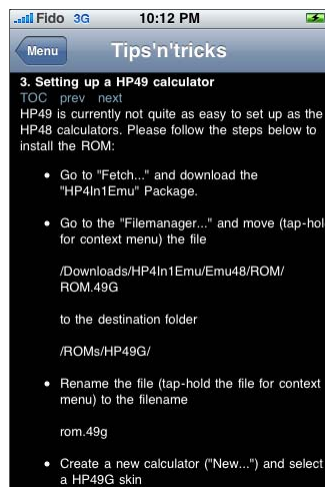 Fido 3G 10:12 PM
Menu Tips'n'tricks
3. Setting up a HP49 calculator
TOC prev next
HP49 is currently not quite as easy to set up as the
HP48 calculators. Please follow the steps below to
install the ROM:
• Go to "Fetch..." and download the
"HP4In1Emu" Package.
• Go to the "Filemanager..." and move (tap-hol
for context menu) the file
/Downloads/HP4In1Emu/Emu48/ROM/
ROM.49G
to the destination folder
/ROMs/HP49G/
• Rename the file (tap-hold the file for context
menu) to the filename
rom.49g
• Create a new calculator ("New...") and select
a HP49G skin